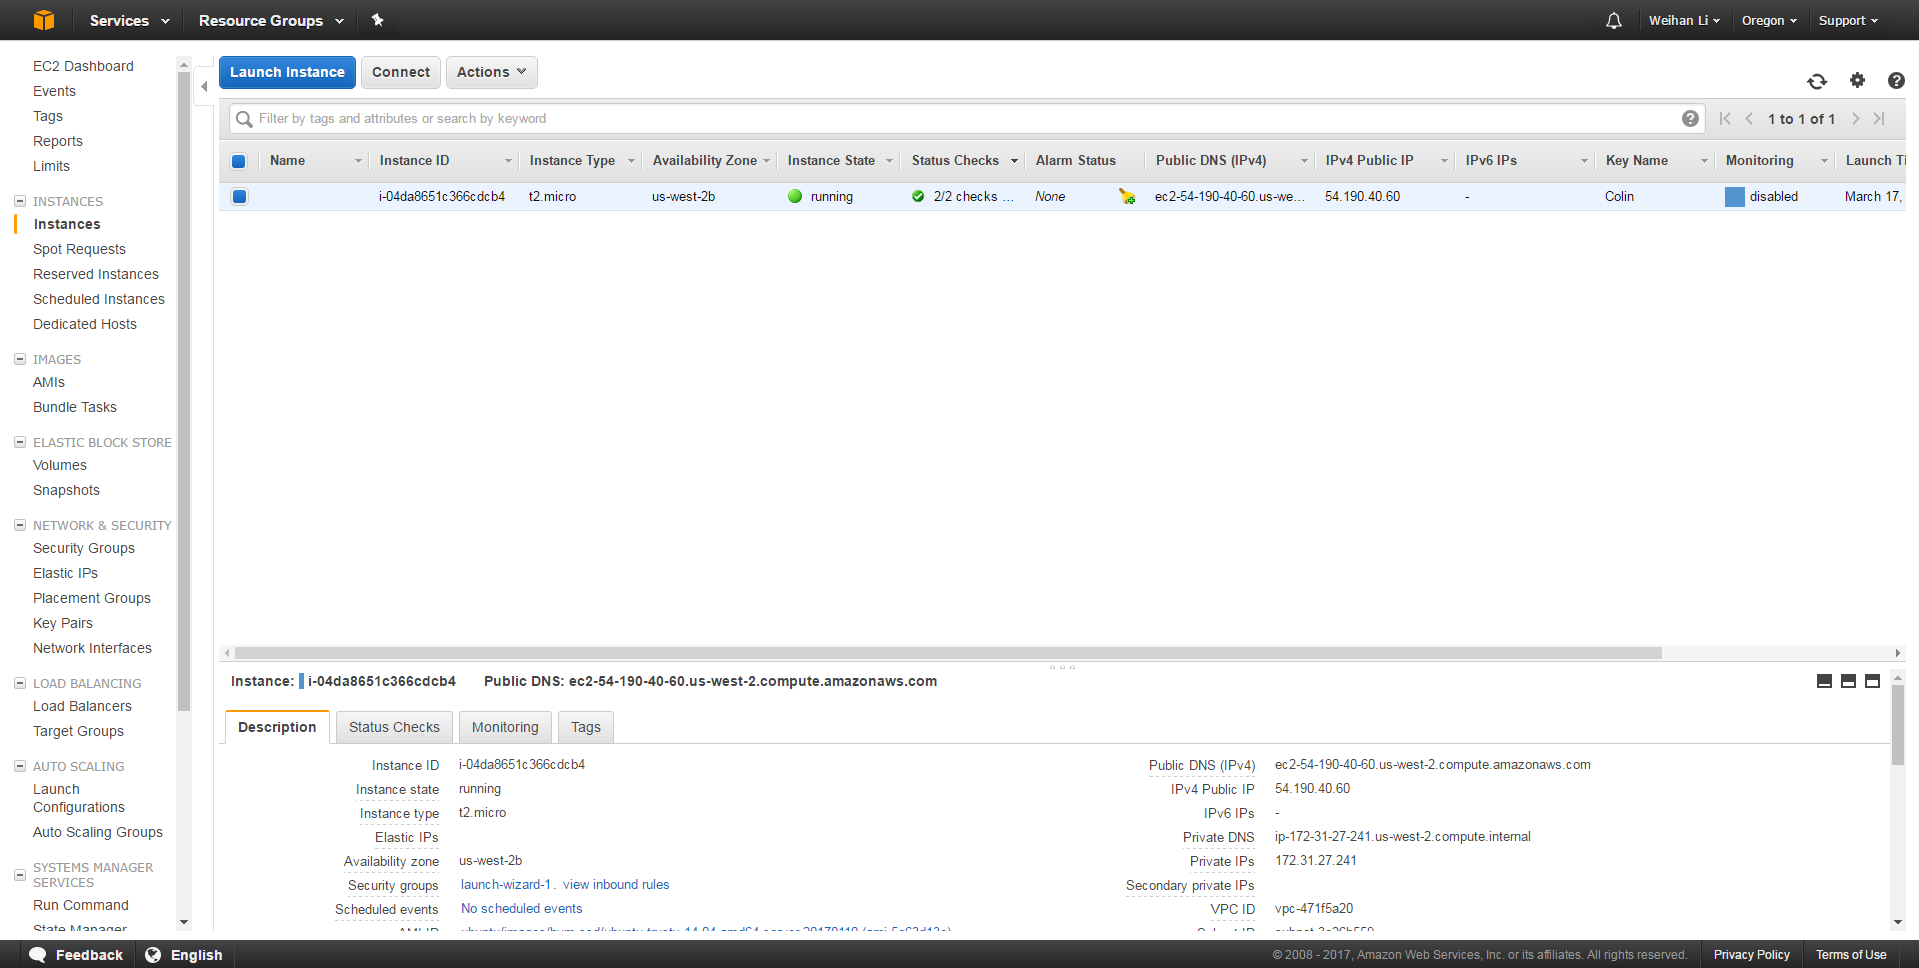 Services Resource Groups Weihan Li Oregon Support
EC2 Dashboard
Events
Tags
Reports
Limits
INSTANCES
Instances
Spot Requests
Reserved Instances
Scheduled Instances
Dedicated Hosts
IMAGES
AMIs
Bundle Tasks
ELASTIC BLOCK STORE
Volumes
Snapshots
NETWORK & SECURITY
Security Groups
Elastic IPs
Placement Groups
Key Pairs
Network Interfaces
LOAD BALANCING
Load Balancers
Target Groups
AUTO SCALING
Launch
Configurations
Auto Scaling Groups
SYSTEMS MANAGER
SERVICES
Run Command
State Manager
Launch Instance Connect Actions
Filter by tags and attributes or search by keyword 1 to 1 of 1
Name Instance ID Instance Type Availability Zone Instance State Status Checks Alarm Status Public DNS (IPv4) IPv4 Public IP IPv6 IPs Key Name Monitoring Launch Ti
i-04da8651c366cdcb4 t2.micro us-west-2b running 2/2 checks ... None ec2-54-190-40-60.us-we... 54.190.40.60 - Colin disabled March 17,
Instance: i-04da8651c366cdcb4 Public DNS: ec2-54-190-40-60.us-west-2.compute.amazonaws.com
Description Status Checks Monitoring Tags
Instance ID i-04da8651c366cdcb4 Public DNS (IPv4) ec2-54-190-40-60.us-west-2.compute.amazonaws.com
Instance state running IPv4 Public IP 54.190.40.60
Instance type t2.micro IPv6 IPs -
Elastic IPs Private DNS ip-172-31-27-241.us-west-2.compute.internal
Availability zone us-west-2b Private IPs 172.31.27.241
Security groups launch-wizard-1. view inbound rules Secondary private IPs
Scheduled events No scheduled events VPC ID vpc-471f5a20
AMI ID Subnet ID
Feedback English © 2008 - 2017, Amazon Web Services, Inc. or its affiliates. All rights reserved. Privacy Policy Terms of Use